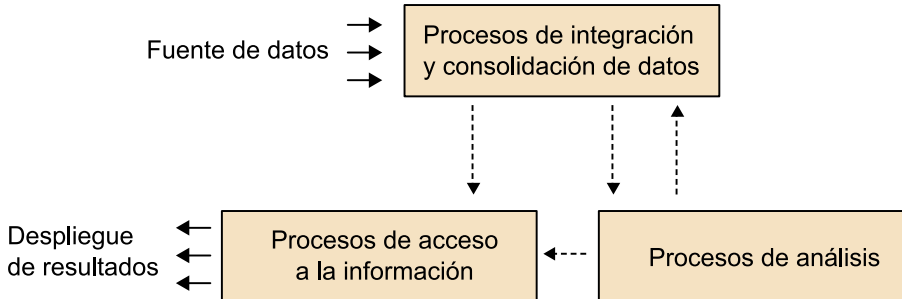 Fuente de datos
Procesos de integración
y consolidación de datos
Despliegue
de resultados
Procesos de acceso
a la información
Procesos de análisis